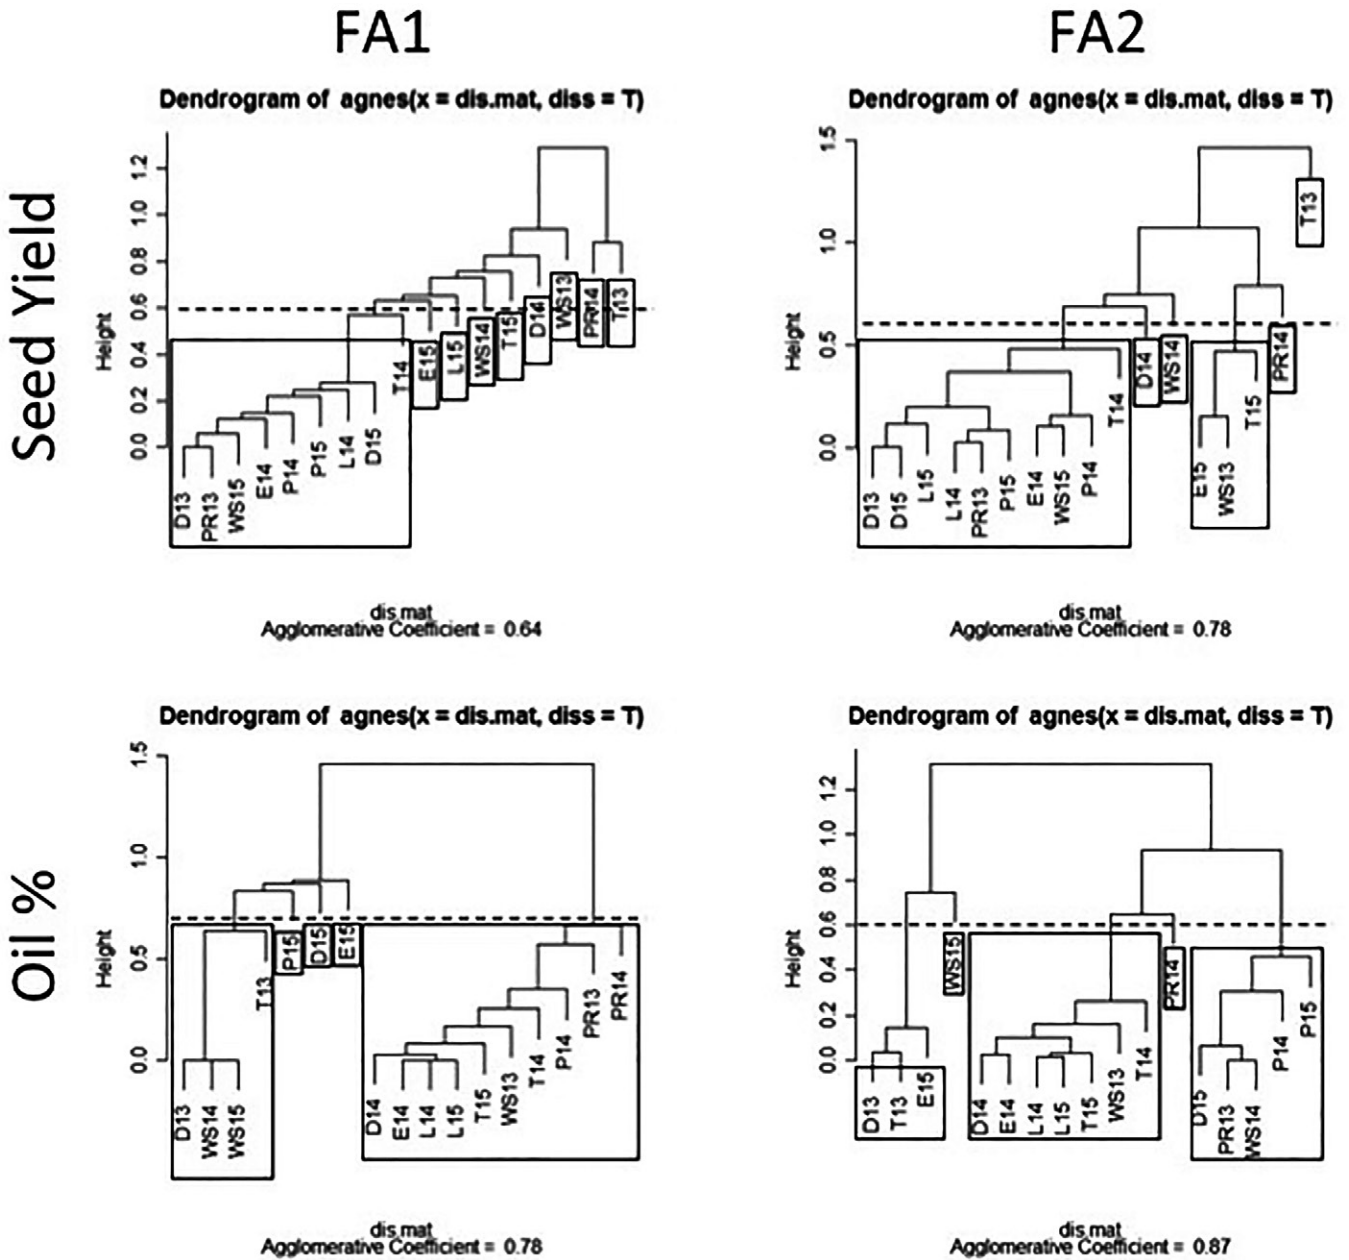 FA1
FA2
Seed Yield
Dendrogram of agnes(x = dis.mat, diss = T)
Height
0.0 0.2 0.4 0.6 0.8 1.0 1.2
D13 PR13 WS15 E14 P14 P15 L14 D15 T14 E15 L15 WS14 T15 D14 WS13 PR14 T13
dis.mat
Agglomerative Coefficient = 0.64
Dendrogram of agnes(x = dis.mat, diss = T)
Height
0.0 0.5 1.0 1.5
D13 D15 L15 L14 PR13 P15 E14 WS15 P14 T14 D14 WS14 E15 WS13 T15 PR14 T13
dis.mat
Agglomerative Coefficient = 0.78
Oil %
Dendrogram of agnes(x = dis.mat, diss = T)
Height
0.0 0.5 1.0 1.5
D13 WS14 WS15 T13 P15 D15 E15 D14 E14 L14 L15 T15 WS13 T14 P14 PR13 PR14
dis.mat
Agglomerative Coefficient = 0.78
Dendrogram of agnes(x = dis.mat, diss = T)
Height
0.0 0.2 0.4 0.6 0.8 1.0 1.2
D13 T13 E15 WS15 D14 E14 L14 L15 T15 WS13 T14 PR14 D15 PR13 WS14 P14 P15
dis.mat
Agglomerative Coefficient = 0.87